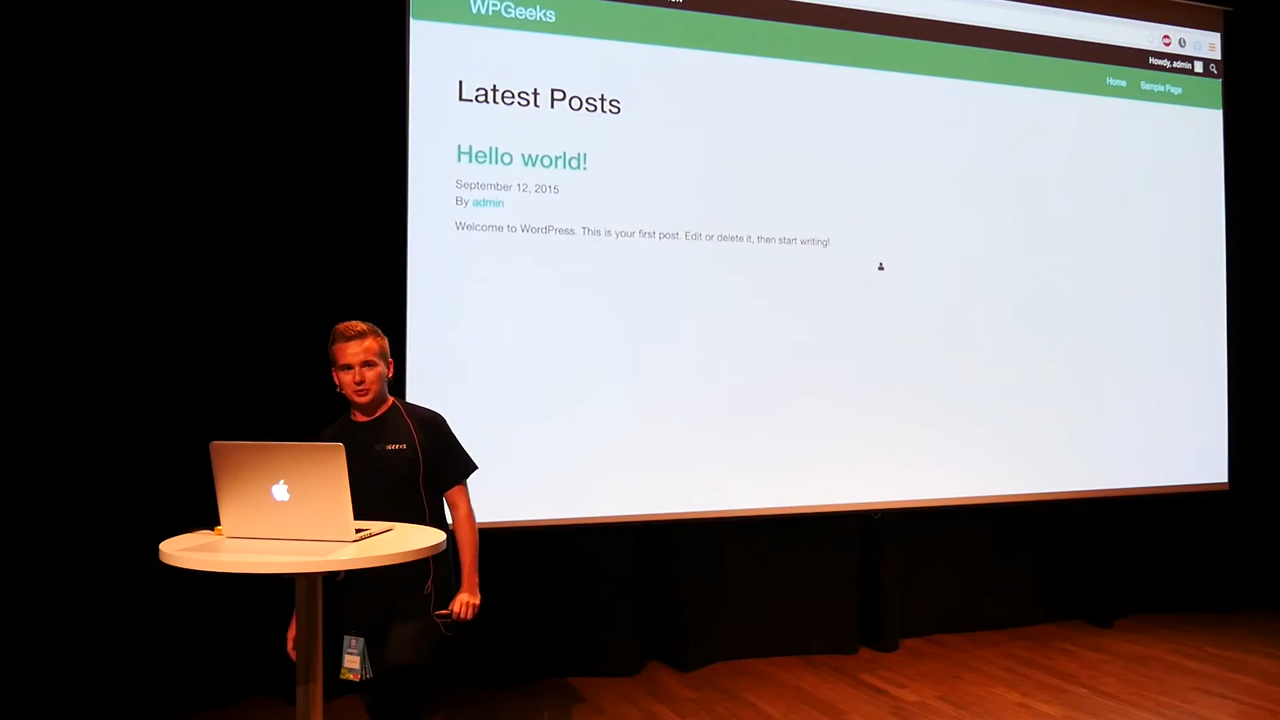 WPGeeks
Howdy, admin
Home Sample Page
Latest Posts
Hello world!
September 12, 2015
By admin
Welcome to WordPress. This is your first post. Edit or delete it, then start writing!
ABP